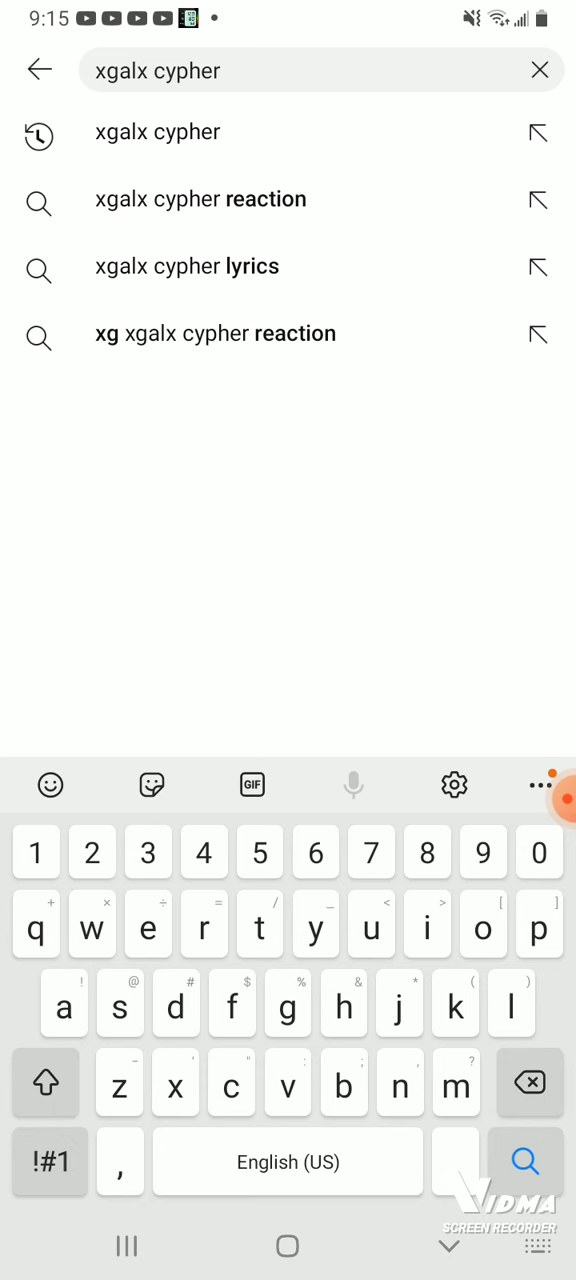 9:15
xgalx cypher
xgalx cypher
xgalx cypher reaction
xgalx cypher lyrics
xg xgalx cypher reaction
GIF
1 2 3 4 5 6 7 8 9 0
+ × ÷ = / _ < > [ ]
q w e r t y u i o p
! @ # $ % & * ( )
a s d f g h j k l
- ' " : ; , ?
z x c v b n m
!#1 , English (US)
VIDMA
SCREEN RECORDER